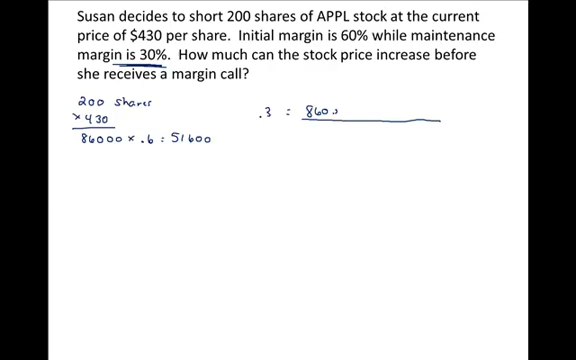 Susan decides to short 200 shares of APPL stock at the current
price of $430 per share. Initial margin is 60% while maintenance
margin is 30%. How much can the stock price increase before
she receives a margin call?
200 shares
× 430
86000 × .6 = 51600
.3 = 860